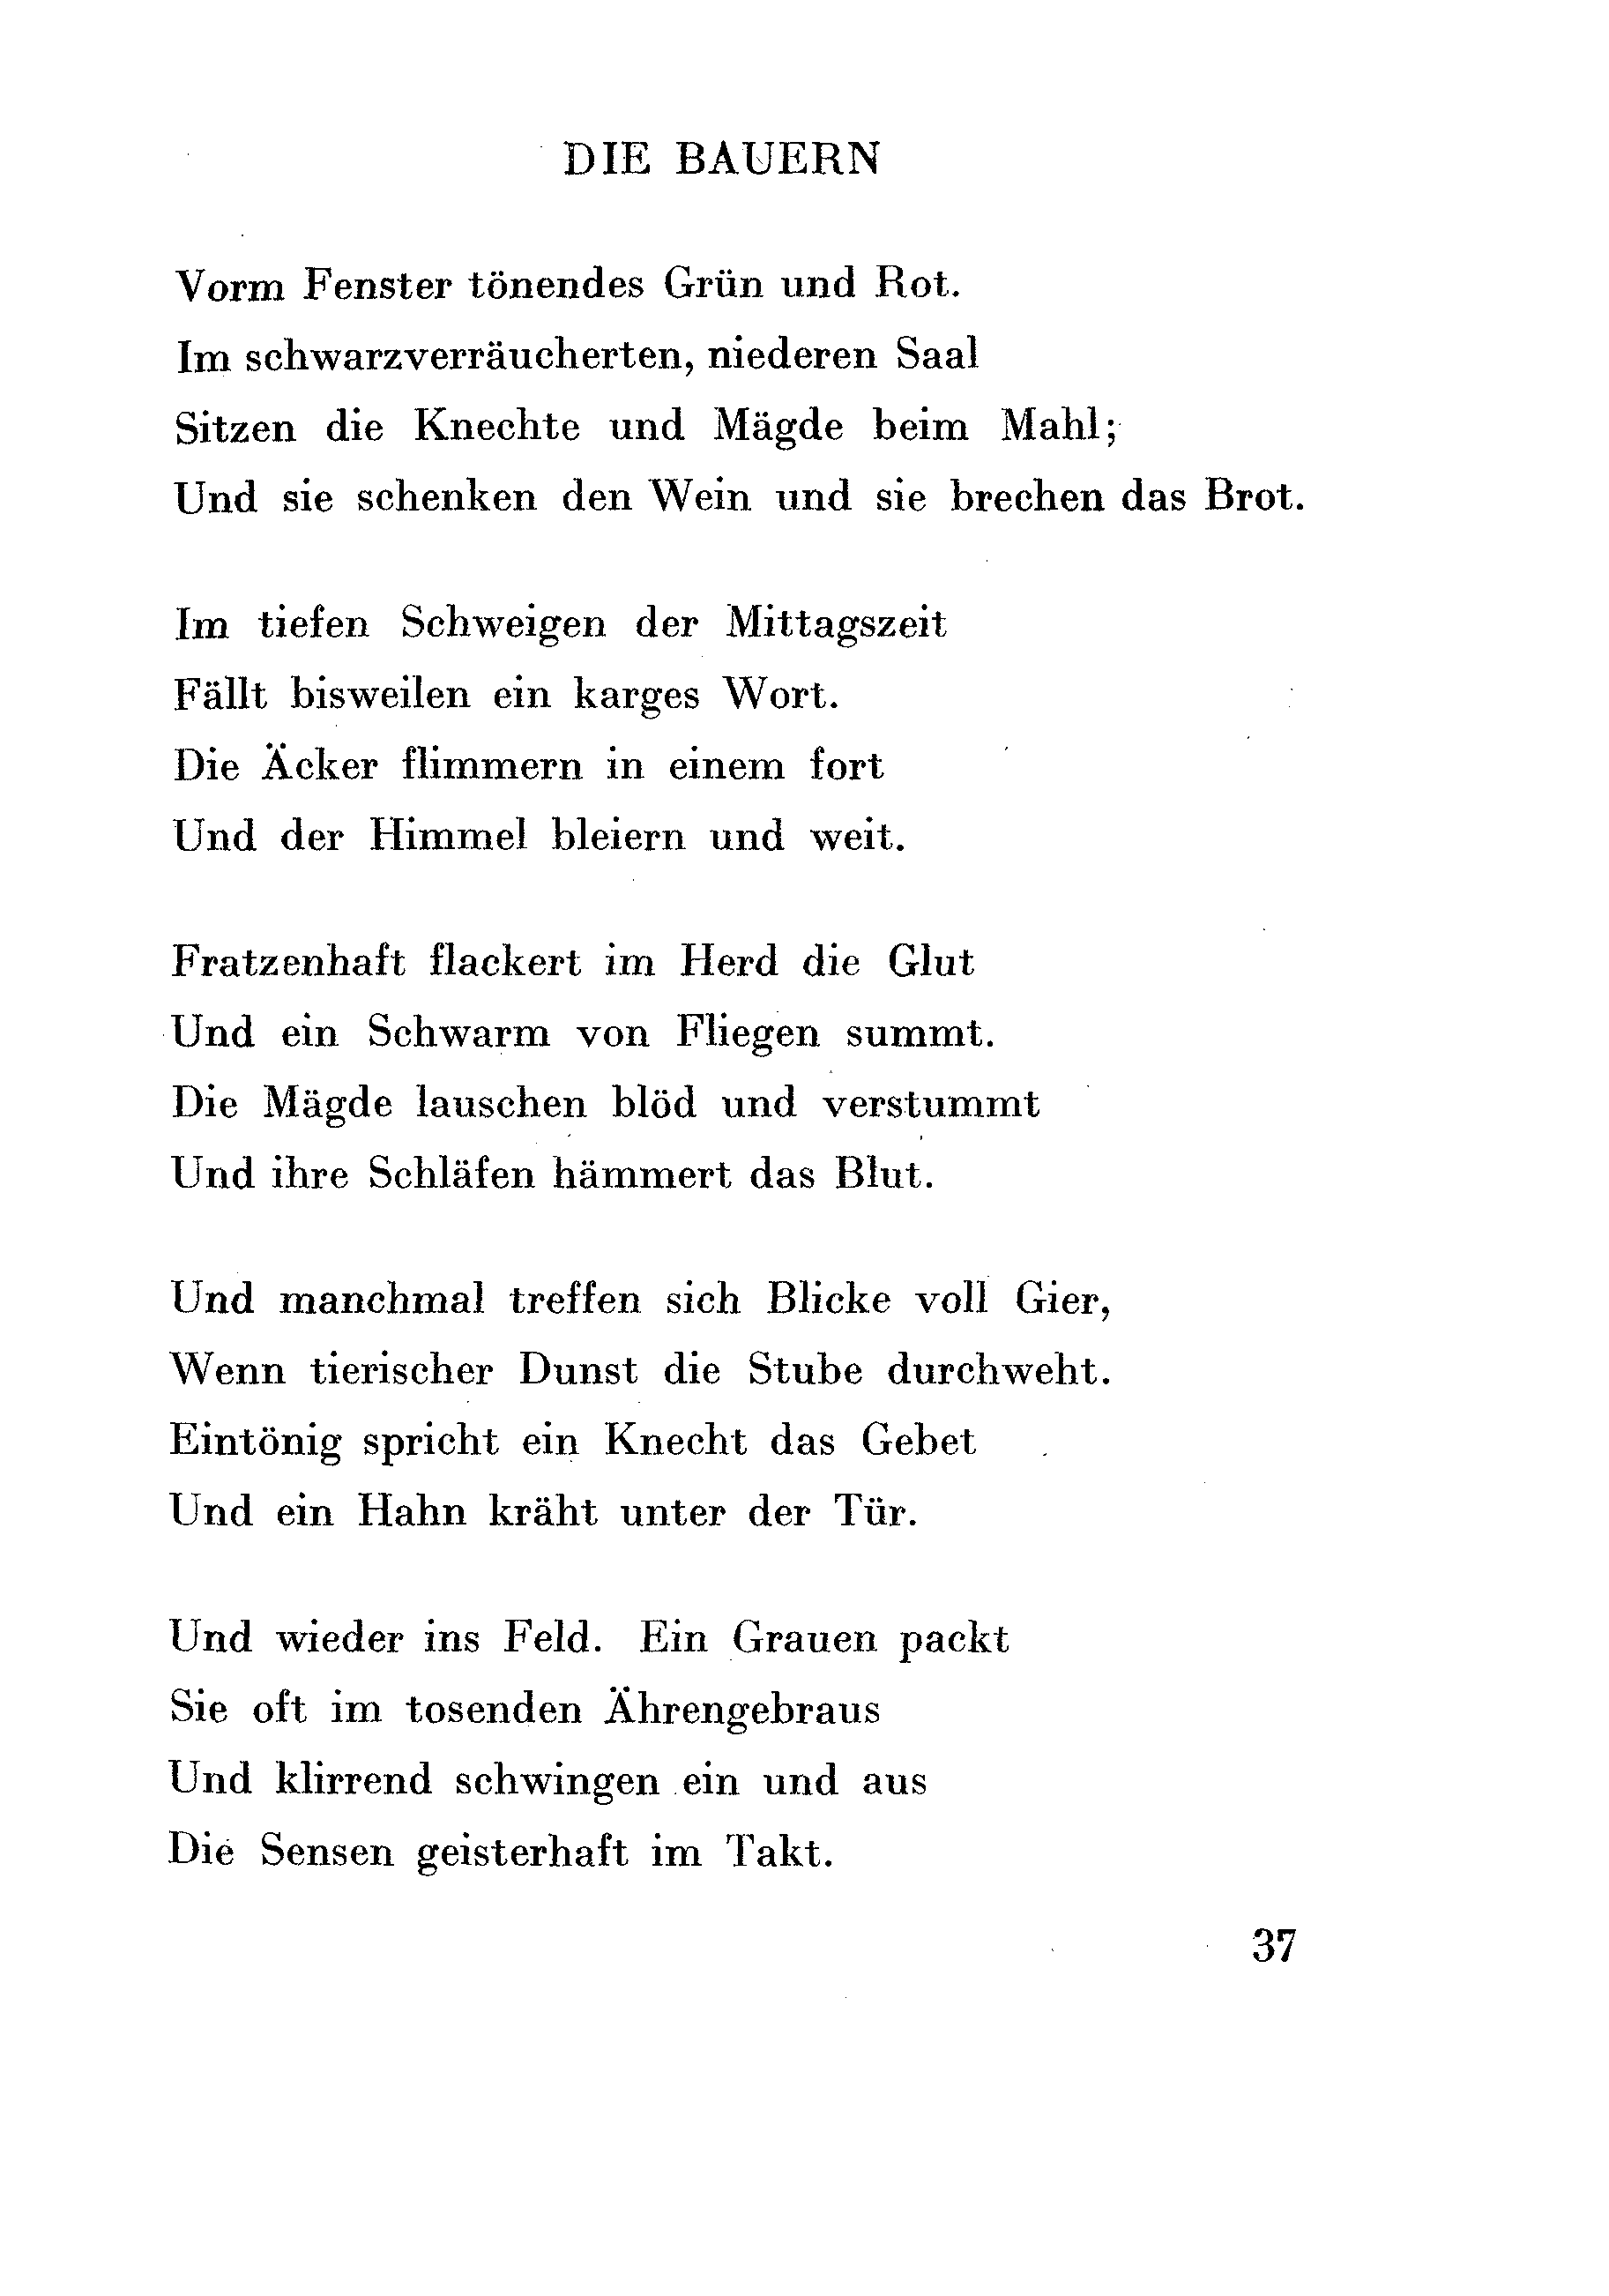 DIE BAUERN
Vorm Fenster tönendes Grün und Rot.
Im schwarzverräucherten, niederen Saal
Sitzen die Knechte und Mägde beim Mahl;
Und sie schenken den Wein und sie brechen das Brot.
Im tiefen Schweigen der Mittagszeit
Fällt bisweilen ein karges Wort.
Die Äcker flimmern in einem fort
Und der Himmel bleiern und weit.
Fratzenhaft flackert im Herd die Glut
Und ein Schwarm von Fliegen summt.
Die Mägde lauschen blöd und verstummt
Und ihre Schläfen hämmert das Blut.
Und manchmal treffen sich Blicke voll Gier,
Wenn tierischer Dunst die Stube durchweht.
Eintönig spricht ein Knecht das Gebet
Und ein Hahn kräht unter der Tür.
Und wieder ins Feld. Ein Grauen packt
Sie oft im tosenden Ährengebraus
Und klirrend schwingen ein und aus
Die Sensen geisterhaft im Takt.
37